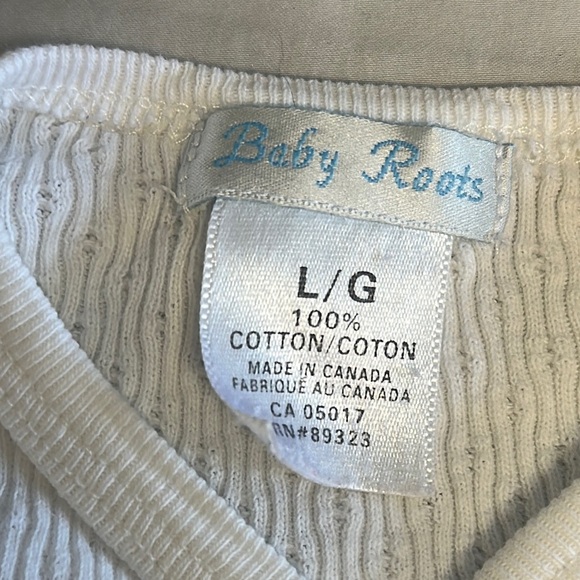 Baby Roots
L/G
100%
COTTON/COTON
MADE IN CANADA
FABRIQUÉ AU CANADA
CA 05017
RN#89323